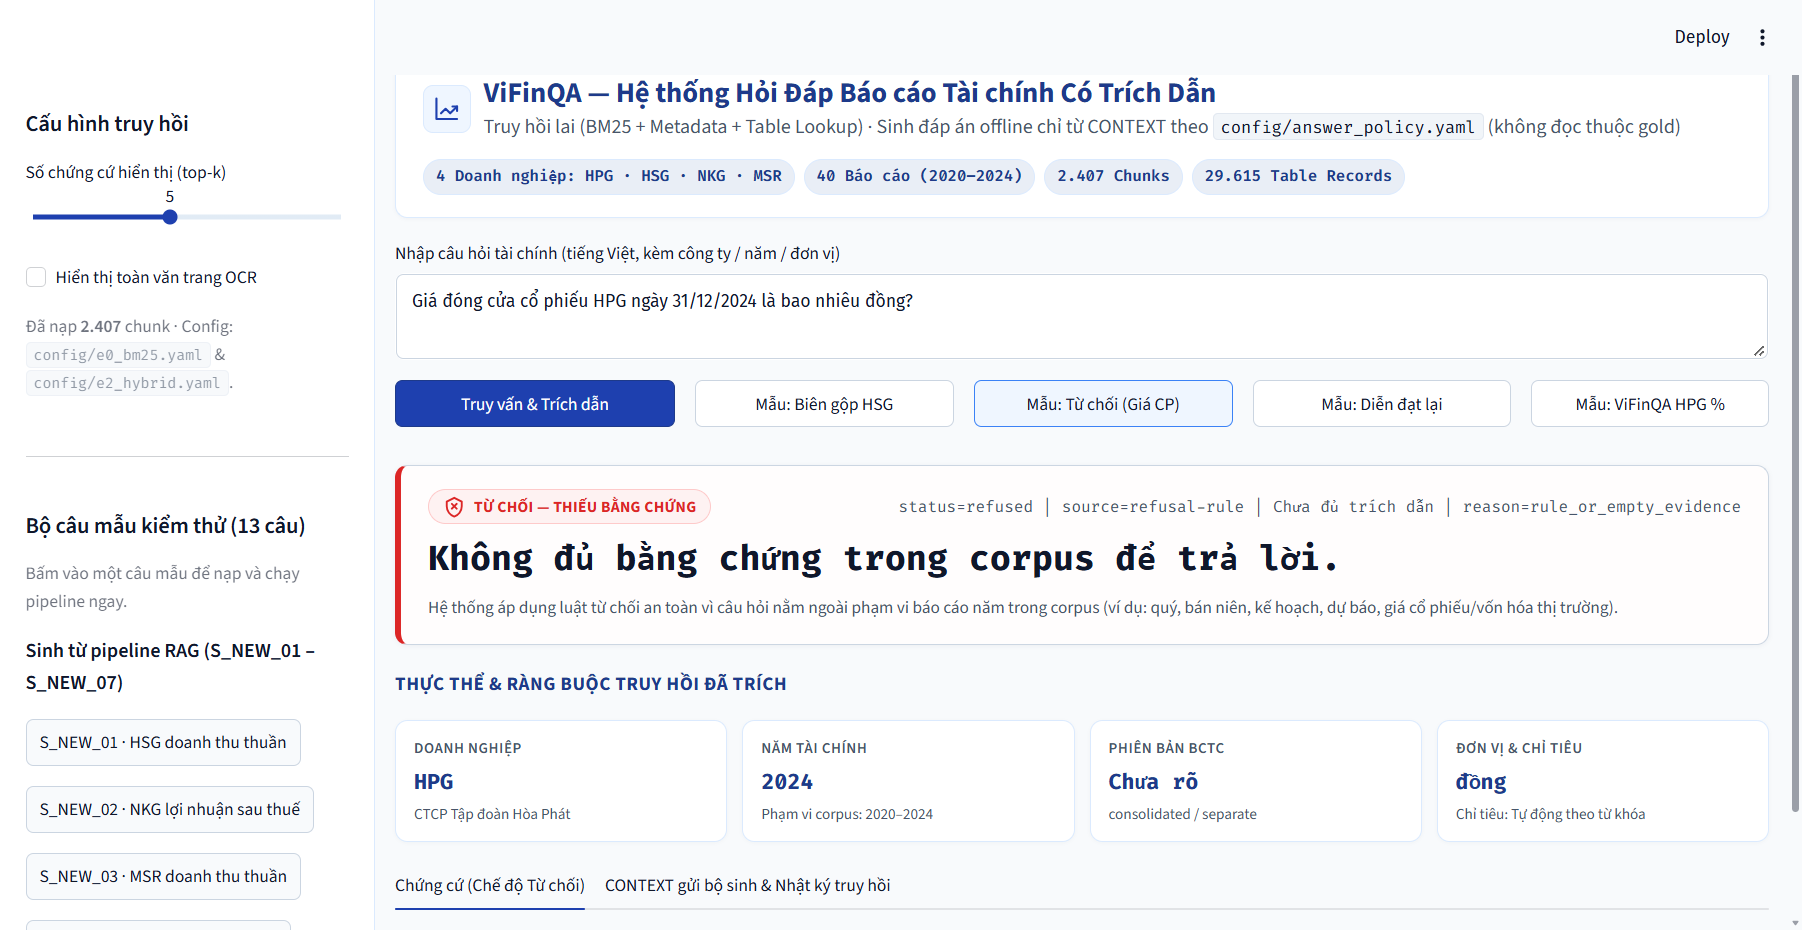 Deploy
Cấu hình truy hồi
Số chứng cứ hiển thị (top-k)
5
Hiển thị toàn văn trang OCR
Đã nạp 2.407 chunk · Config:
config/e0_bm25.yaml &
config/e2_hybrid.yaml .
Bộ câu mẫu kiểm thử (13 câu)
Bấm vào một câu mẫu để nạp và chạy
pipeline ngay.
Sinh từ pipeline RAG (S_NEW_01 –
S_NEW_07)
S_NEW_01 · HSG doanh thu thuần
S_NEW_02 · NKG lợi nhuận sau thuế
S_NEW_03 · MSR doanh thu thuần
ViFinQA — Hệ thống Hỏi Đáp Báo cáo Tài chính Có Trích Dẫn
Truy hồi lai (BM25 + Metadata + Table Lookup) · Sinh đáp án offline chỉ từ CONTEXT theo config/answer_policy.yaml (không đọc thuộc gold)
4 Doanh nghiệp: HPG · HSG · NKG · MSR
40 Báo cáo (2020–2024)
2.407 Chunks
29.615 Table Records
Nhập câu hỏi tài chính (tiếng Việt, kèm công ty / năm / đơn vị)
Giá đóng cửa cổ phiếu HPG ngày 31/12/2024 là bao nhiêu đồng?
Truy vấn & Trích dẫn
Mẫu: Biên gộp HSG
Mẫu: Từ chối (Giá CP)
Mẫu: Diễn đạt lại
Mẫu: ViFinQA HPG %
TỪ CHỐI — THIẾU BẰNG CHỨNG
status=refused | source=refusal-rule | Chưa đủ trích dẫn | reason=rule_or_empty_evidence
Không đủ bằng chứng trong corpus để trả lời.
Hệ thống áp dụng luật từ chối an toàn vì câu hỏi nằm ngoài phạm vi báo cáo năm trong corpus (ví dụ: quý, bán niên, kế hoạch, dự báo, giá cổ phiếu/vốn hóa thị trường).
THỰC THỂ & RÀNG BUỘC TRUY HỒI ĐÃ TRÍCH
DOANH NGHIỆP
HPG
CTCP Tập đoàn Hòa Phát
NĂM TÀI CHÍNH
2024
Phạm vi corpus: 2020–2024
PHIÊN BẢN BCTC
Chưa rõ
consolidated / separate
ĐƠN VỊ & CHỈ TIÊU
đồng
Chỉ tiêu: Tự động theo từ khóa
Chứng cứ (Chế độ Từ chối)
CONTEXT gửi bộ sinh & Nhật ký truy hồi